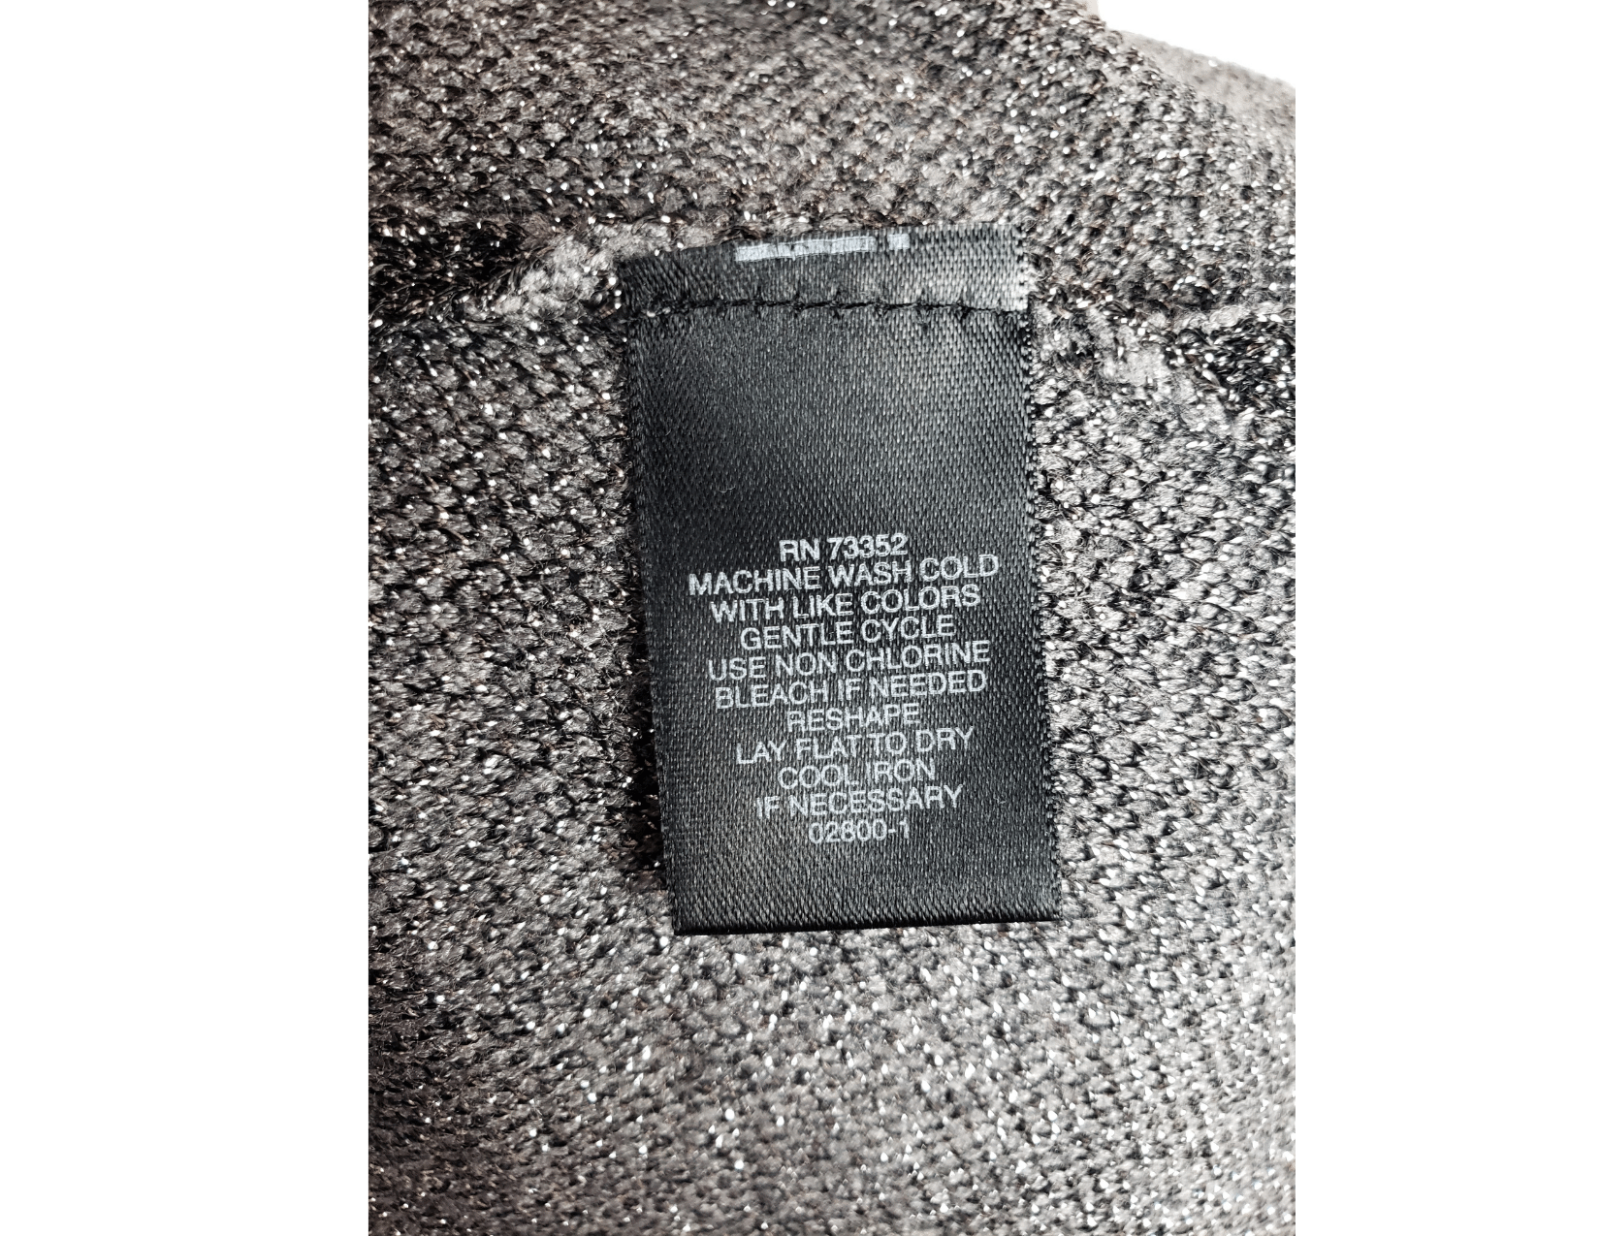 RN 73352
MACHINE WASH COLD
WITH LIKE COLORS
GENTLE CYCLE
USE NON CHLORINE
BLEACH IF NEEDED
RESHAPE
LAY FLAT TO DRY
COOL IRON
IF NECESSARY
02800-1